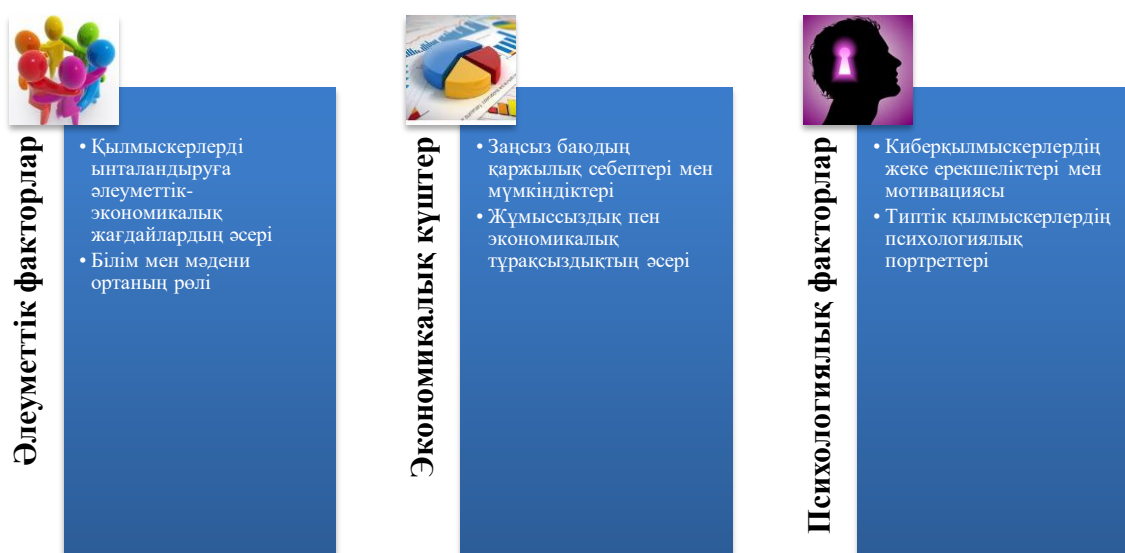 Әлеуметтік факторлар
• Қылмыскерлерді
ынталандыруға
әлеуметтік-
экономикалық
жағдайлардың әсері
• Білім мен мәдени
ортаның рөлі
Экономикалық күштер
• Заңсыз баюдың
қаржылық себептері мен
мүмкіндіктері
• Жұмыссыздық пен
экономикалық
тұрақсыздықтың әсері
Психологиялық факторлар
• Киберқылмыскерлердің
жеке ерекшеліктері мен
мотивациясы
• Типтік қылмыскерлердің
психологиялық
портреттері